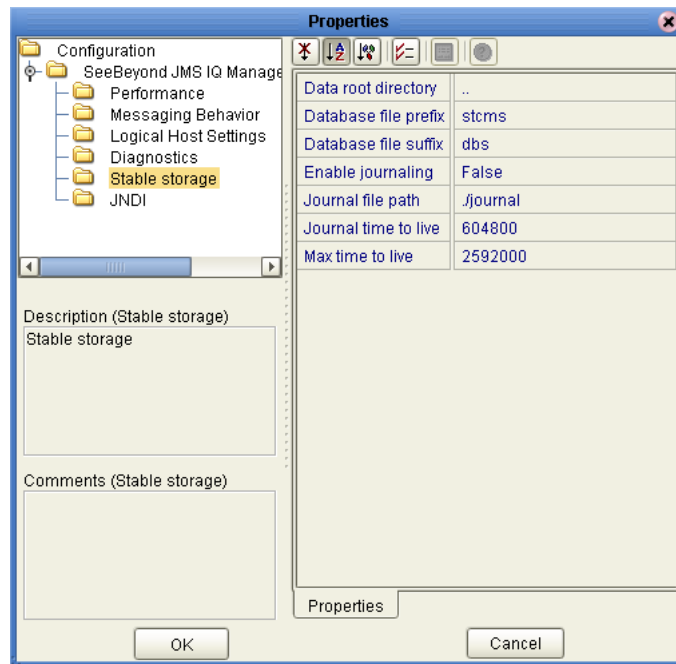 Properties
Configuration
SeeBeyond JMS IQ Manage
Performance
Messaging Behavior
Logical Host Settings
Diagnostics
Stable storage
JNDI
Description (Stable storage)
Stable storage
Comments (Stable storage)
Data root directory ..
Database file prefix stcms
Database file suffix dbs
Enable journaling False
Journal file path ./journal
Journal time to live 604800
Max time to live 2592000
Properties
OK
Cancel